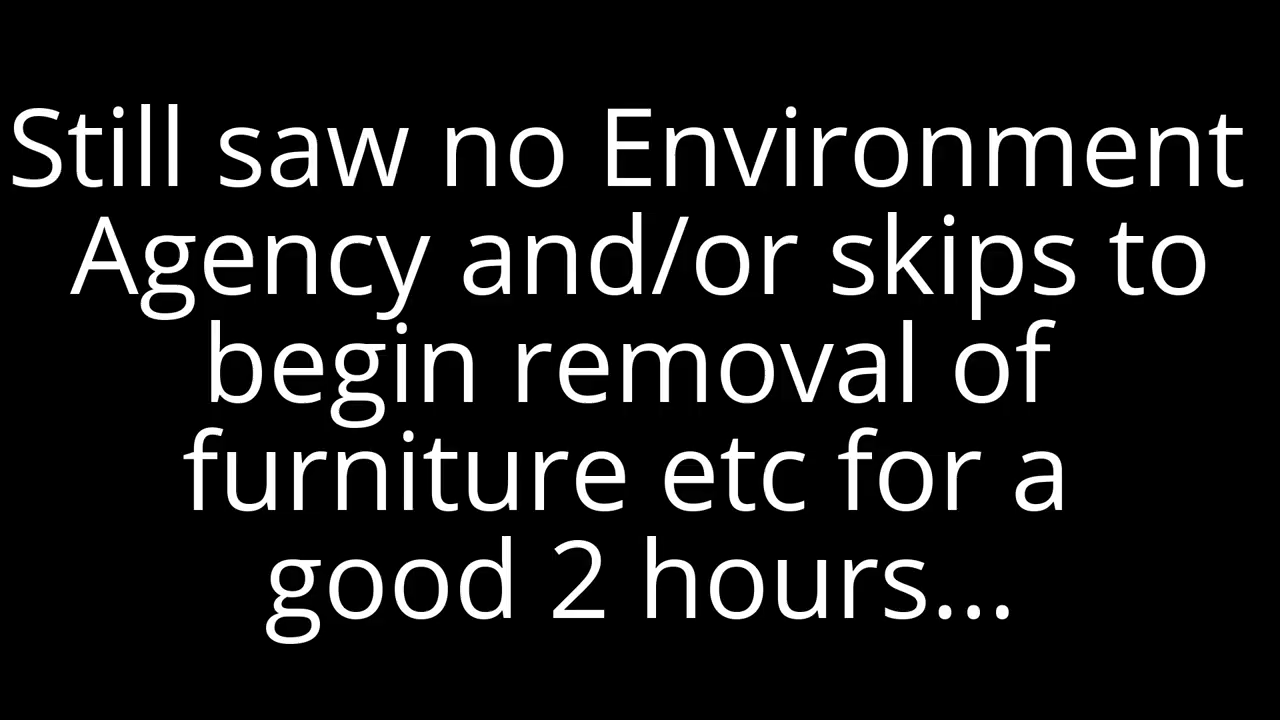 Still saw no Environment
Agency and/or skips to
begin removal of
furniture etc for a
good 2 hours...